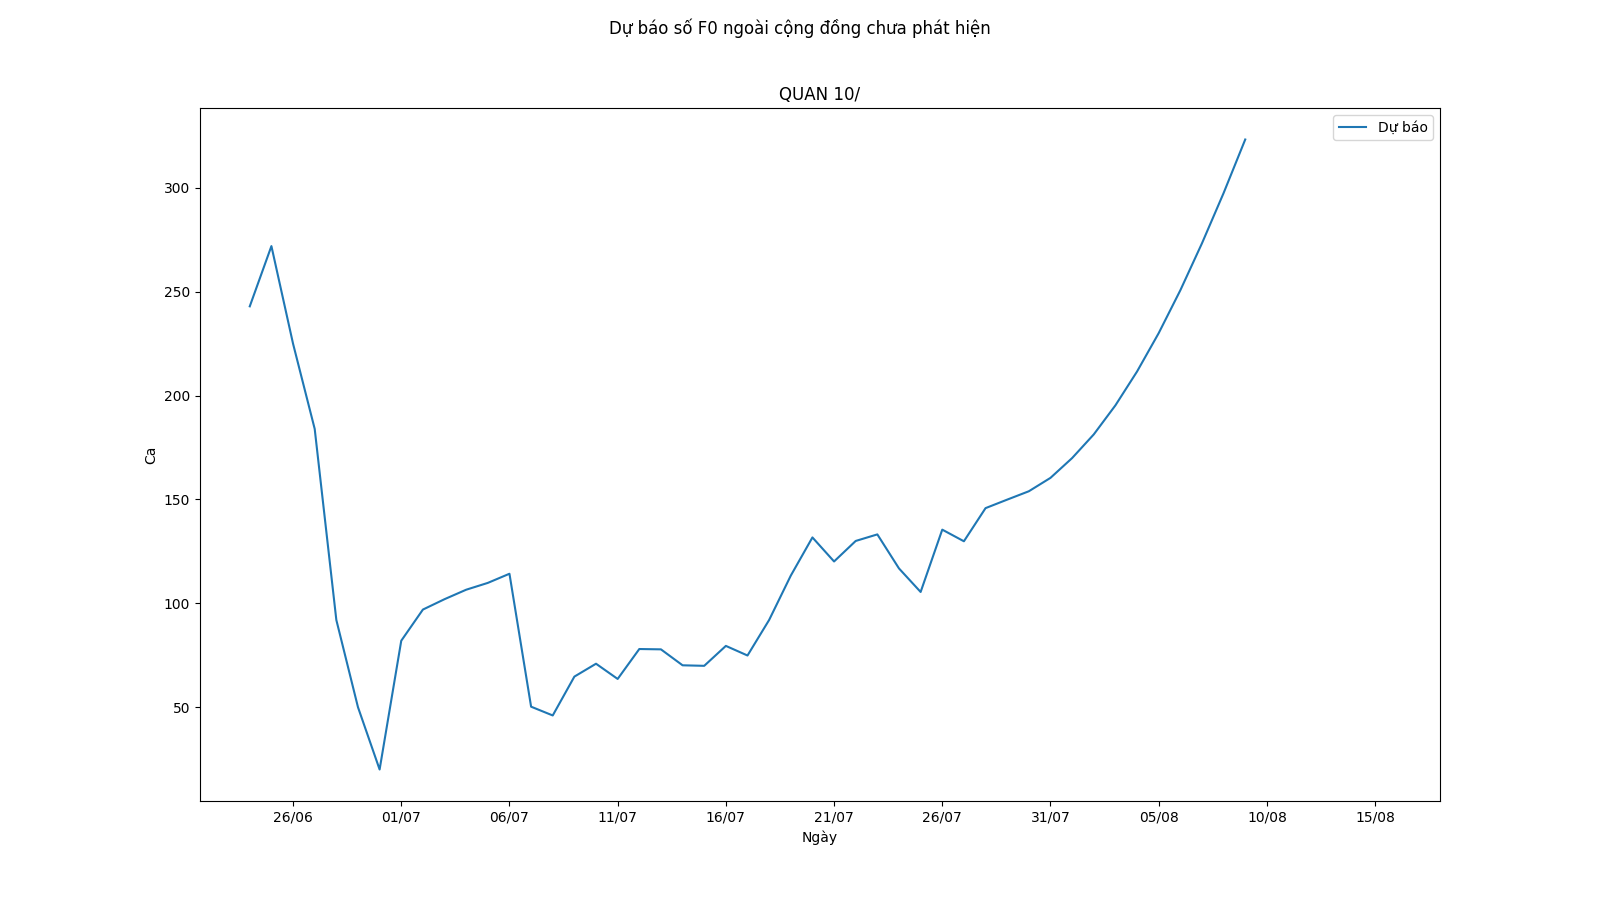 Dự báo số F0 ngoài cộng đồng chưa phát hiện
QUAN 10/
Dự báo
300
250
200
150
100
50
Ca
26/06 01/07 06/07 11/07 16/07 21/07 26/07 31/07 05/08 10/08 15/08
Ngày